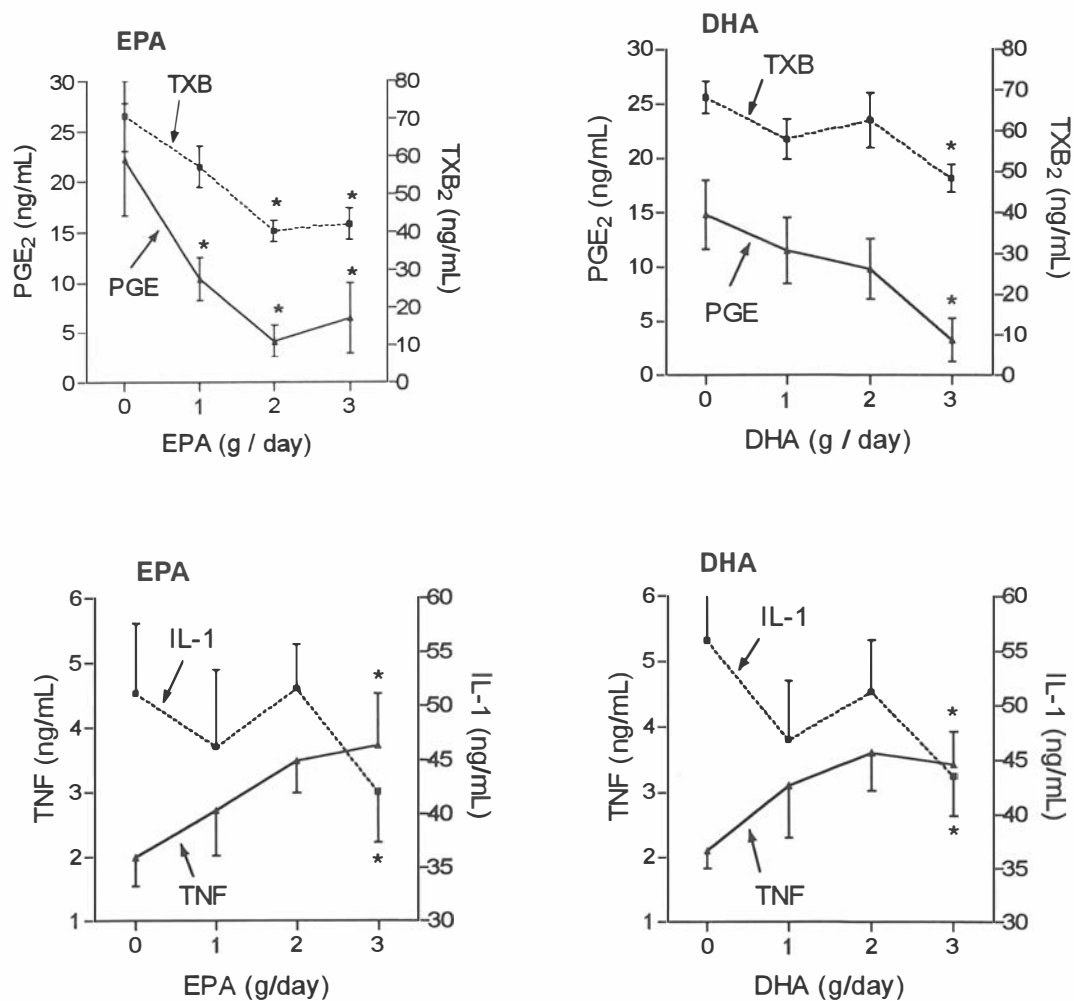 EPA
TXB
PGE
PGE₂ (ng/mL)
TXB₂ (ng/mL)
30
25
20
15
10
5
0
80
70
60
50
40
30
20
10
0
*
*
*
*
*
0 1 2 3
EPA (g / day)
DHA
TXB
PGE
PGE₂ (ng/mL)
TXB₂ (ng/mL)
30
25
20
15
10
5
0
80
70
60
50
40
30
20
10
0
*
*
0 1 2 3
DHA (g / day)
EPA
IL-1
TNF
TNF (ng/mL)
IL-1 (ng/mL)
6
5
4
3
2
1
60
55
50
45
40
35
30
*
*
0 1 2 3
EPA (g/day)
DHA
IL-1
TNF
TNF (ng/mL)
IL-1 (ng/mL)
6
5
4
3
2
1
60
55
50
45
40
35
30
*
*
0 1 2 3
DHA (g/day)